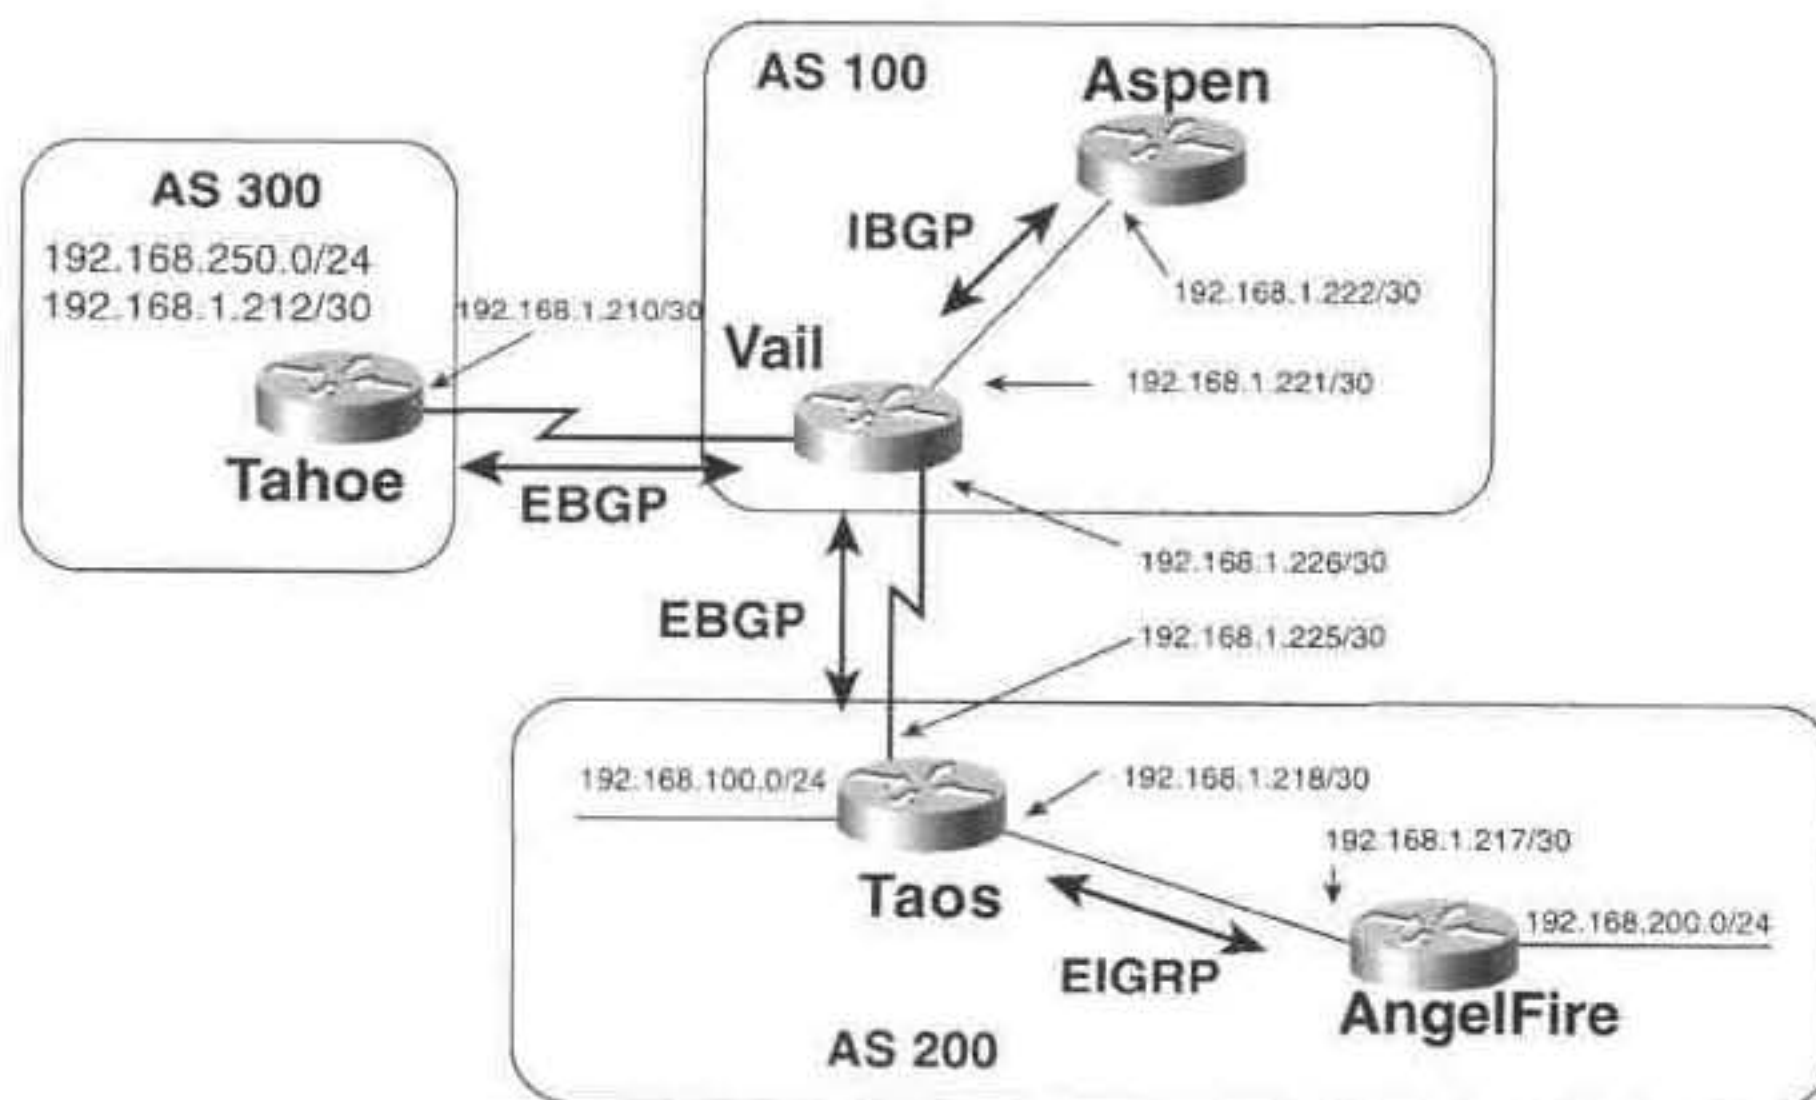 AS 100
Aspen
AS 300
192.168.250.0/24
192.168.1.212/30
192.168.1.210/30
IBGP
192.168.1.222/30
Vail
192.168.1.221/30
Tahoe
EBGP
192.168.1.226/30
EBGP
192.168.1.225/30
192.168.100.0/24
192.168.1.218/30
192.168.1.217/30
Taos
192.168.200.0/24
EIGRP
AngelFire
AS 200